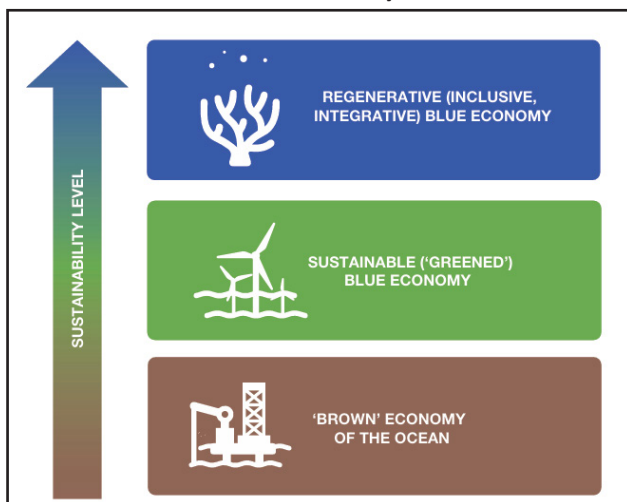 SUSTAINABILITY LEVEL
REGENERATIVE (INCLUSIVE,
INTEGRATIVE) BLUE ECONOMY
SUSTAINABLE (‘GREENED’)
BLUE ECONOMY
‘BROWN’ ECONOMY
OF THE OCEAN